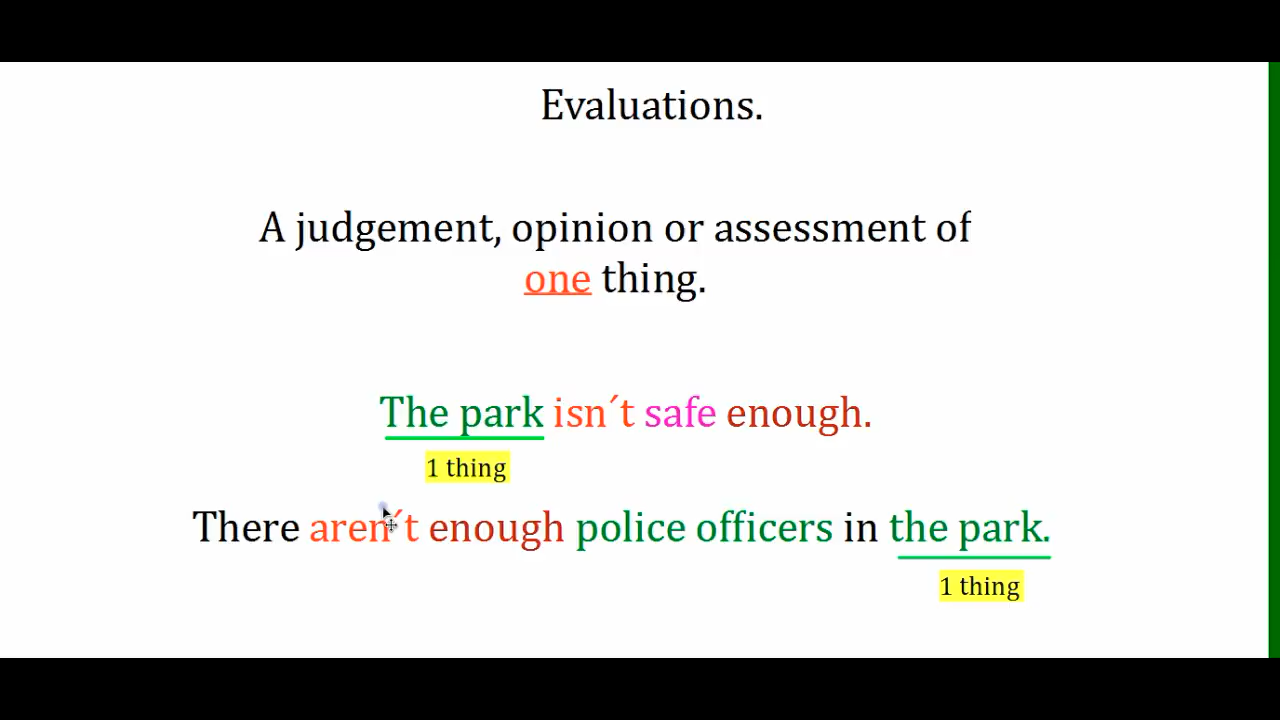 Evaluations.
A judgement, opinion or assessment of
one thing.
The park isn´t safe enough.
1 thing
There aren´t enough police officers in the park.
1 thing